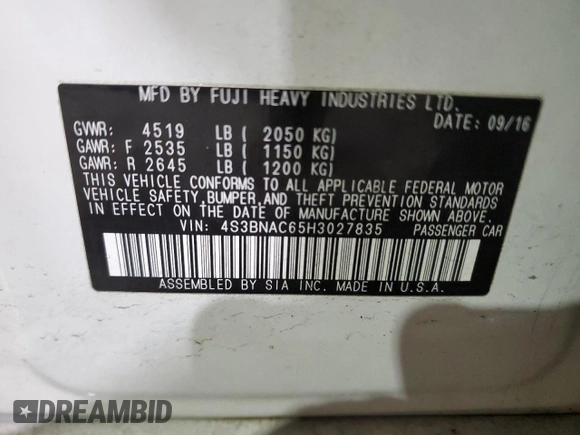 MFD BY FUJI HEAVY INDUSTRIES LTD.
DATE: 09/16
GVWR: 4519 LB ( 2050 KG)
GAWR: F 2535 LB ( 1150 KG)
GAWR: R 2645 LB ( 1200 KG)
THIS VEHICLE CONFORMS TO ALL APPLICABLE FEDERAL MOTOR
VEHICLE SAFETY, BUMPER, AND THEFT PREVENTION STANDARDS
IN EFFECT ON THE DATE OF MANUFACTURE SHOWN ABOVE.
VIN: 4S3BNAC65H3027835 PASSENGER CAR
ASSEMBLED BY SIA INC. MADE IN U.S.A.
DREAMBID